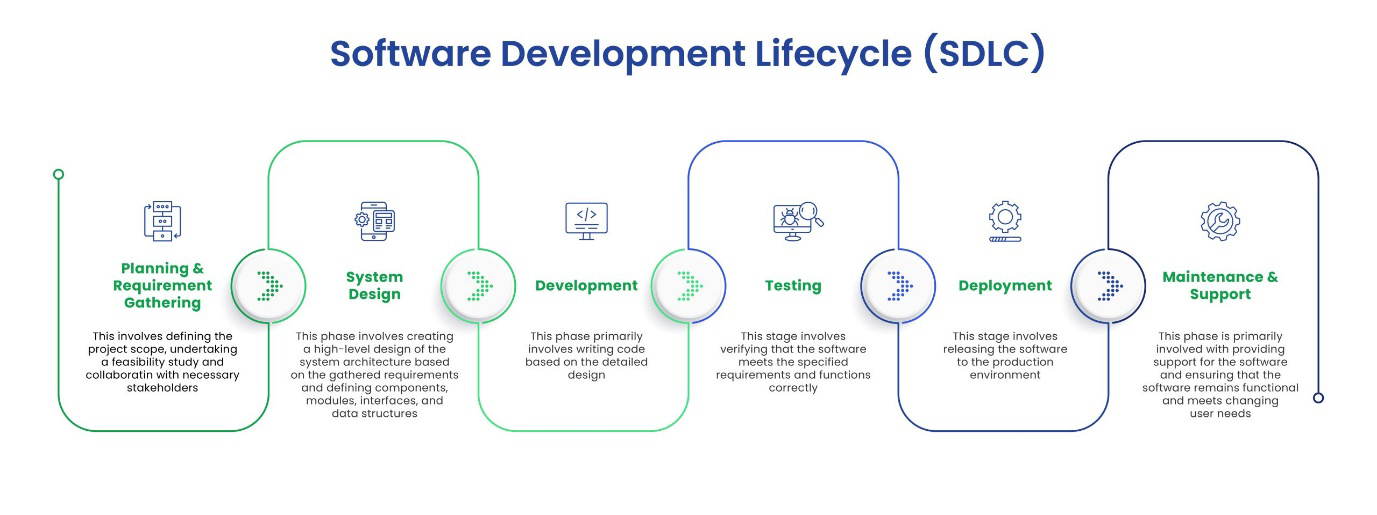 Software Development Lifecycle (SDLC)
Planning &
Requirement
Gathering
This involves defining the
project scope, undertaking
a feasibility study and
collaboratin with necessary
stakeholders
System
Design
This phase involves creating
a high-level design of the
system architecture based
on the gathered requirements
and defining components,
modules, interfaces, and
data structures
</>
Development
This phase primarily
involves writing code
based on the detailed
design
Testing
This stage involves
verifying that the software
meets the specified
requirements and functions
correctly
Deployment
This stage involves
releasing the software
to the production
environment
Maintenance &
Support
This phase is primarily
involved with providing
support for the software
and ensuring that the
software remains functional
and meets changing
user needs